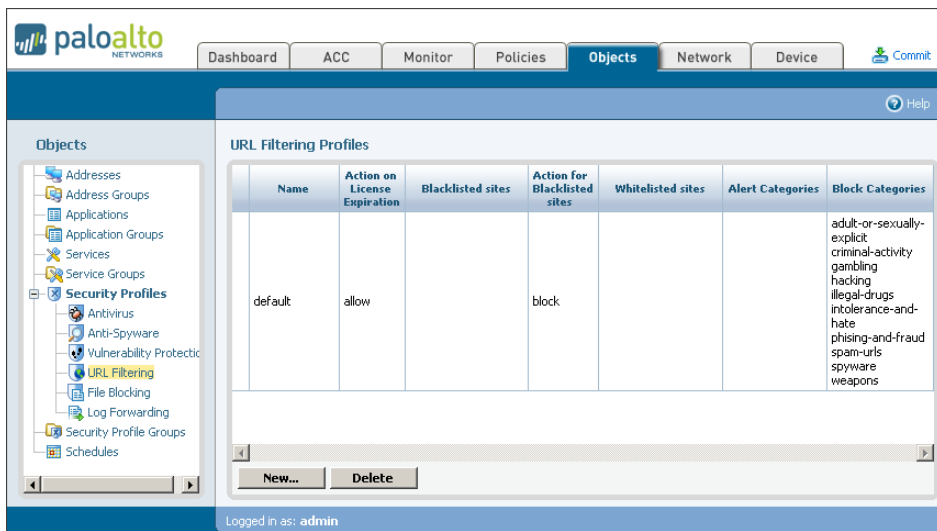 paloalto
NETWORKS
Dashboard
ACC
Monitor
Policies
Objects
Network
Device
Commit
Help
Objects
Addresses
Address Groups
Applications
Application Groups
Services
Service Groups
Security Profiles
Antivirus
Anti-Spyware
Vulnerability Protectio
URL Filtering
File Blocking
Log Forwarding
Security Profile Groups
Schedules
URL Filtering Profiles
Name
Action on
License
Expiration
Blacklisted sites
Action for
Blacklisted
sites
Whitelisted sites
Alert Categories
Block Categories
default
allow
block
adult-or-sexually-
explicit
criminal-activity
gambling
hacking
illegal-drugs
intolerance-and-
hate
phising-and-fraud
spam-urls
spyware
weapons
New...
Delete
Logged in as: admin